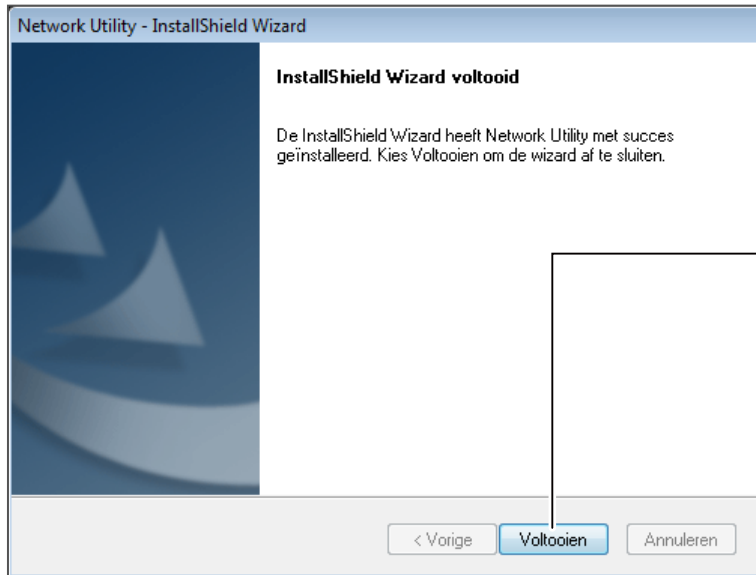 Network Utility - InstallShield Wizard
InstallShield Wizard voltooid
De InstallShield Wizard heeft Network Utility met succes
geïnstalleerd. Kies Voltooien om de wizard af te sluiten.
< Vorige
Voltooien
Annuleren